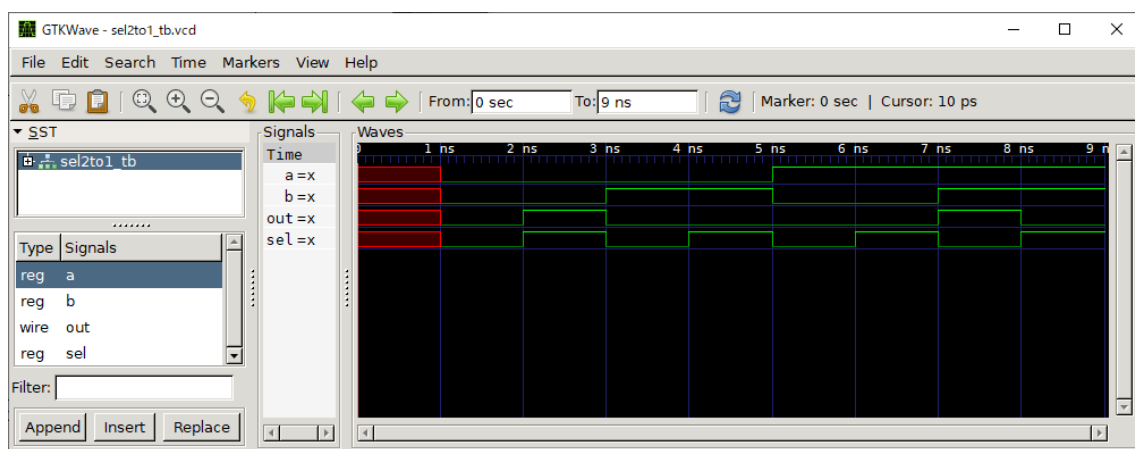 GTKWave - sel2to1_tb.vcd
File Edit Search Time Markers View Help
From: 0 sec To: 9 ns Marker: 0 sec | Cursor: 10 ps
SST
sel2to1_tb
Type Signals
reg a
reg b
wire out
reg sel
Filter:
Append Insert Replace
Signals
Time
a=x
b=x
out=x
sel=x
Waves
0 1 ns 2 ns 3 ns 4 ns 5 ns 6 ns 7 ns 8 ns 9 n